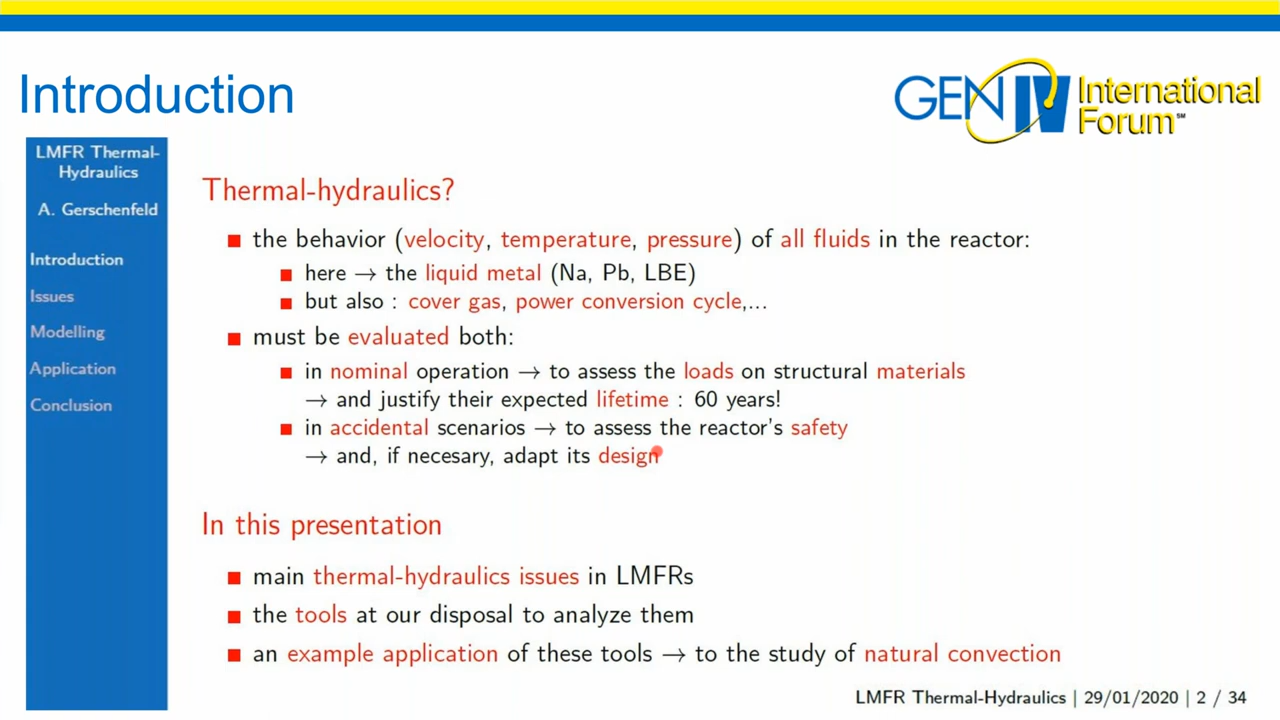 Introduction
GEN IV International
Forum℠
LMFR Thermal-
Hydraulics
A. Gerschenfeld
Introduction
Issues
Modelling
Application
Conclusion
Thermal-hydraulics?
the behavior (velocity, temperature, pressure) of all fluids in the reactor:
here → the liquid metal (Na, Pb, LBE)
but also : cover gas, power conversion cycle,...
must be evaluated both:
in nominal operation → to assess the loads on structural materials
→ and justify their expected lifetime : 60 years!
in accidental scenarios → to assess the reactor's safety
→ and, if necesary, adapt its design
In this presentation
main thermal-hydraulics issues in LMFRs
the tools at our disposal to analyze them
an example application of these tools → to the study of natural convection
LMFR Thermal-Hydraulics | 29/01/2020 | 2 / 34